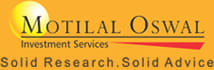 MOTILAL OSWAL
Investment Services
Solid Research.Solid Advice